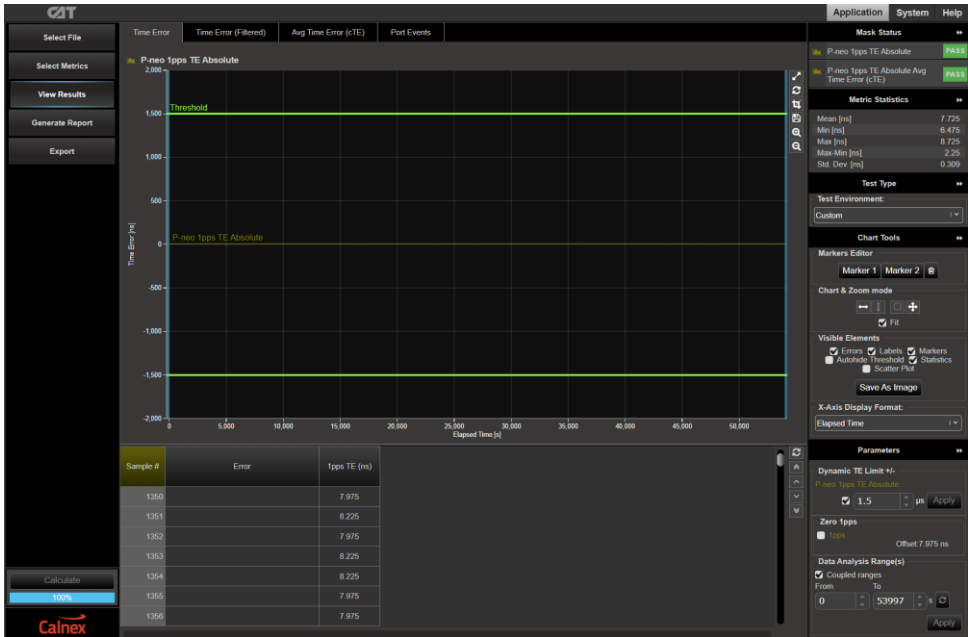 CAT
Application System Help
Select File
Select Metrics
View Results
Generate Report
Export
Calculate
100%
Calnex
Time Error
Time Error (Filtered)
Avg Time Error (cTE)
Port Events
P-neo 1pps TE Absolute
2,000
1,500
1,000
500
0
-500
-1,000
-1,500
-2,000
Time Error [ns]
Threshold
P-neo 1pps TE Absolute
0 5,000 10,000 15,000 20,000 25,000 30,000 35,000 40,000 45,000 50,000
Elapsed Time [s]
Sample # Error 1pps TE (ns)
1350 7.975
1351 8.225
1352 7.975
1353 8.225
1354 8.225
1355 7.975
1356 7.975
Mask Status
P-neo 1pps TE Absolute PASS
P-neo 1pps TE Absolute Avg
Time Error (cTE) PASS
Metric Statistics
Mean [ns] 7.725
Min [ns] 6.475
Max [ns] 8.725
Max-Min [ns] 2.25
Std. Dev. [ns] 0.309
Test Type
Test Environment:
Custom
Chart Tools
Markers Editor
Marker 1 Marker 2
Chart & Zoom mode
Fit
Visible Elements
Errors Labels Markers
Autohide Threshold Statistics
Scatter Plot
Save As Image
X-Axis Display Format:
Elapsed Time
Parameters
Dynamic TE Limit +/-
P-neo 1pps TE Absolute
1.5 µs Apply
Zero 1pps
1pps
Offset:7.975 ns
Data Analysis Range(s)
Coupled ranges
From To
0 53997 s
Apply